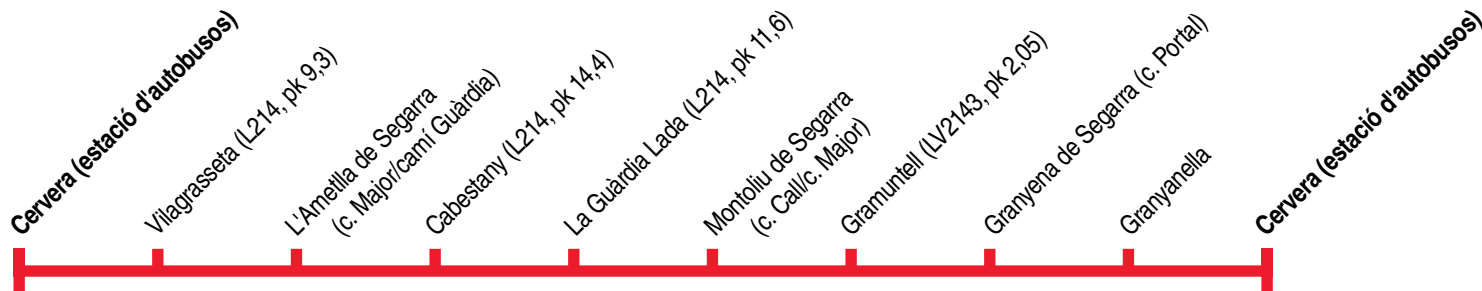 Cervera (estació d'autobusos)
Vilagrasseta (L214, pk 9,3)
L'Ametlla de Segarra
(c. Major/camí Guàrdia)
Cabestany (L214, pk 14,4)
La Guàrdia Lada (L214, pk 11,6)
Montoliu de Segarra
(c. Call/c. Major)
Gramuntell (LV2143, pk 2,05)
Granyena de Segarra (c. Portal)
Granyanella
Cervera (estació d'autobusos)